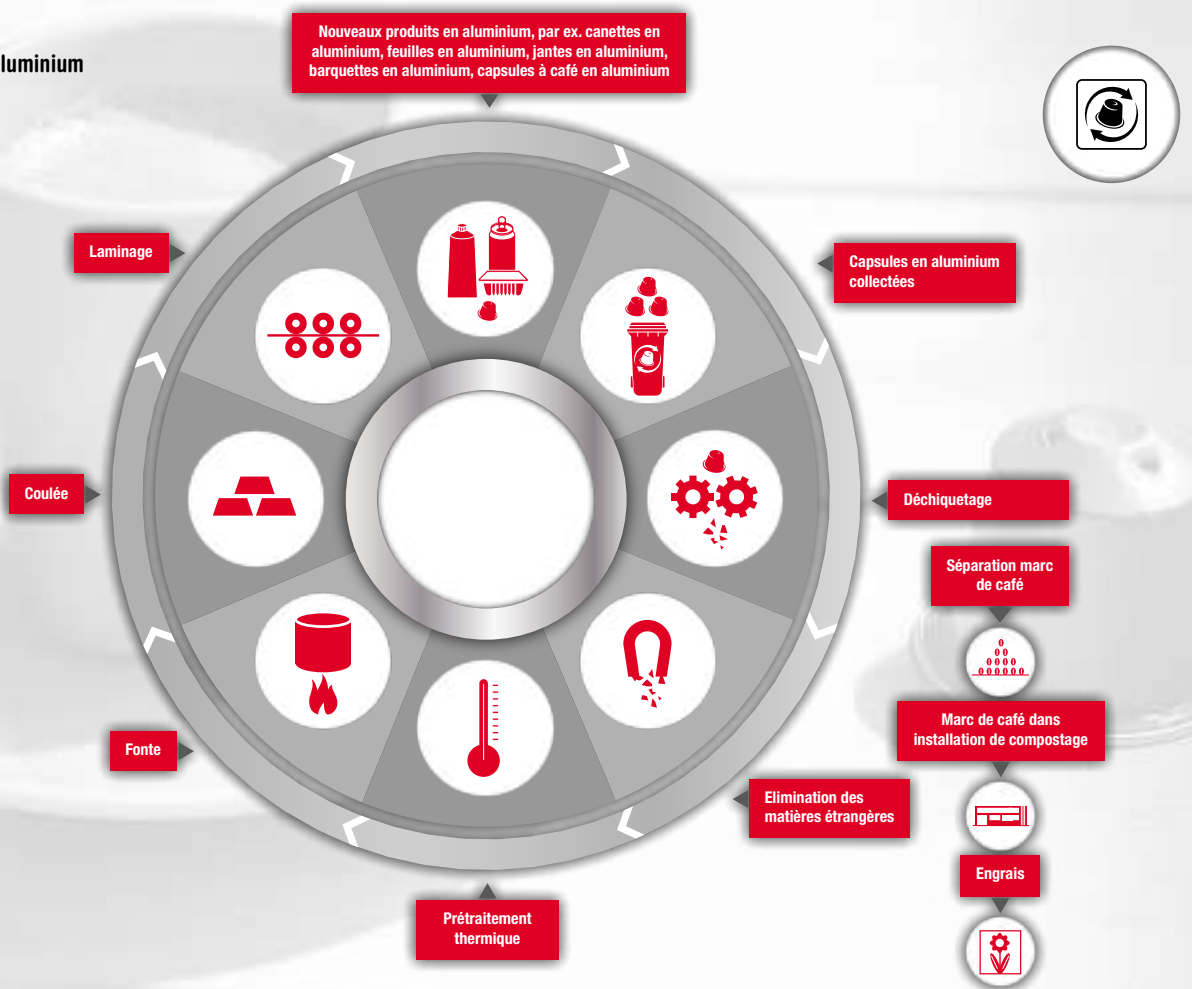 Nouveaux produits en aluminium, par ex. canettes en
aluminium, feuilles en aluminium, jantes en aluminium,
barquettes en aluminium, capsules à café en aluminium
luminium
Laminage
Capsules en aluminium
collectées
Coulée
Déchiquetage
Séparation marc
de café
Marc de café dans
installation de compostage
Fonte
Elimination des
matières étrangères
Engrais
Prétraitement
thermique